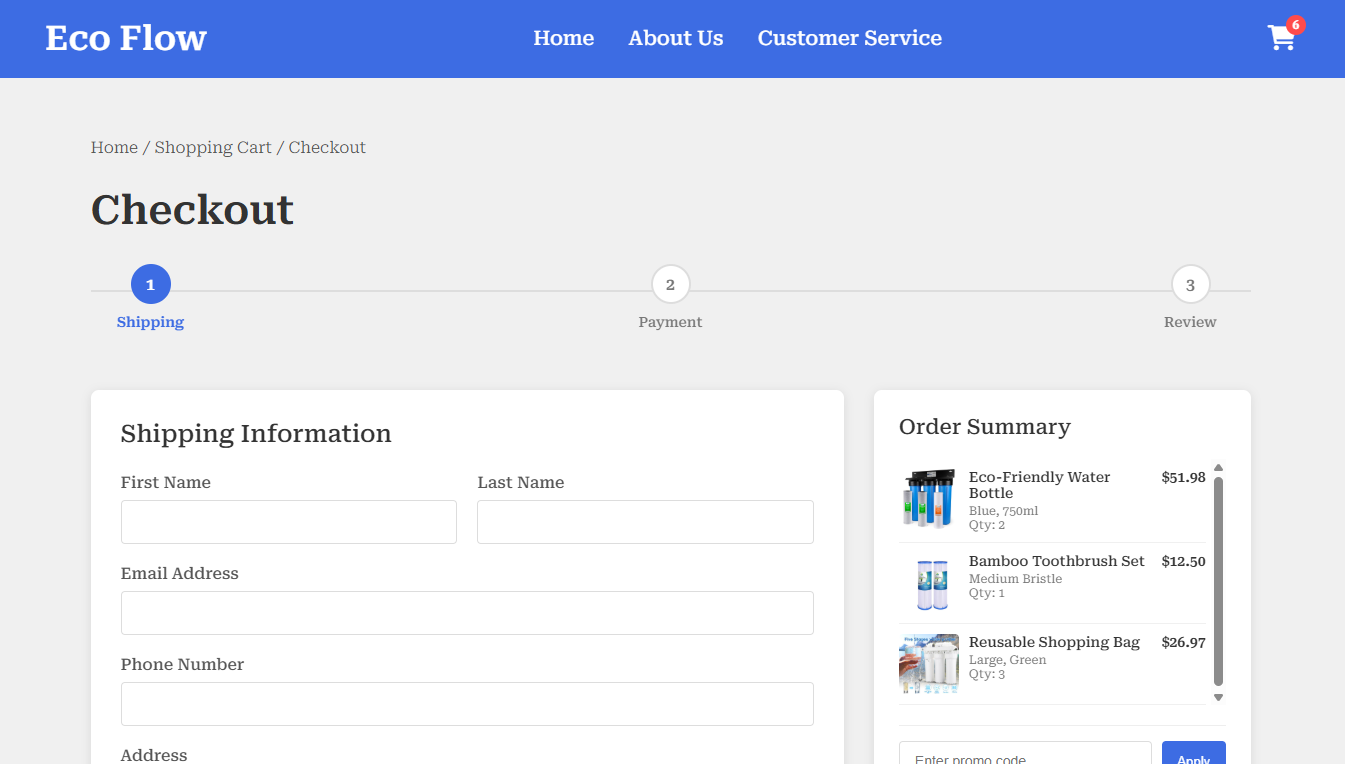 Eco Flow
Home
About Us
Customer Service
6
Home / Shopping Cart / Checkout
Checkout
1
2
3
Shipping
Payment
Review
Shipping Information
First Name
Last Name
Email Address
Phone Number
Address
Order Summary
Eco-Friendly Water
Bottle
$51.98
Blue, 750ml
Qty: 2
Bamboo Toothbrush Set
$12.50
Medium Bristle
Qty: 1
Reusable Shopping Bag
$26.97
Large, Green
Qty: 3
Enter promo code
Apply